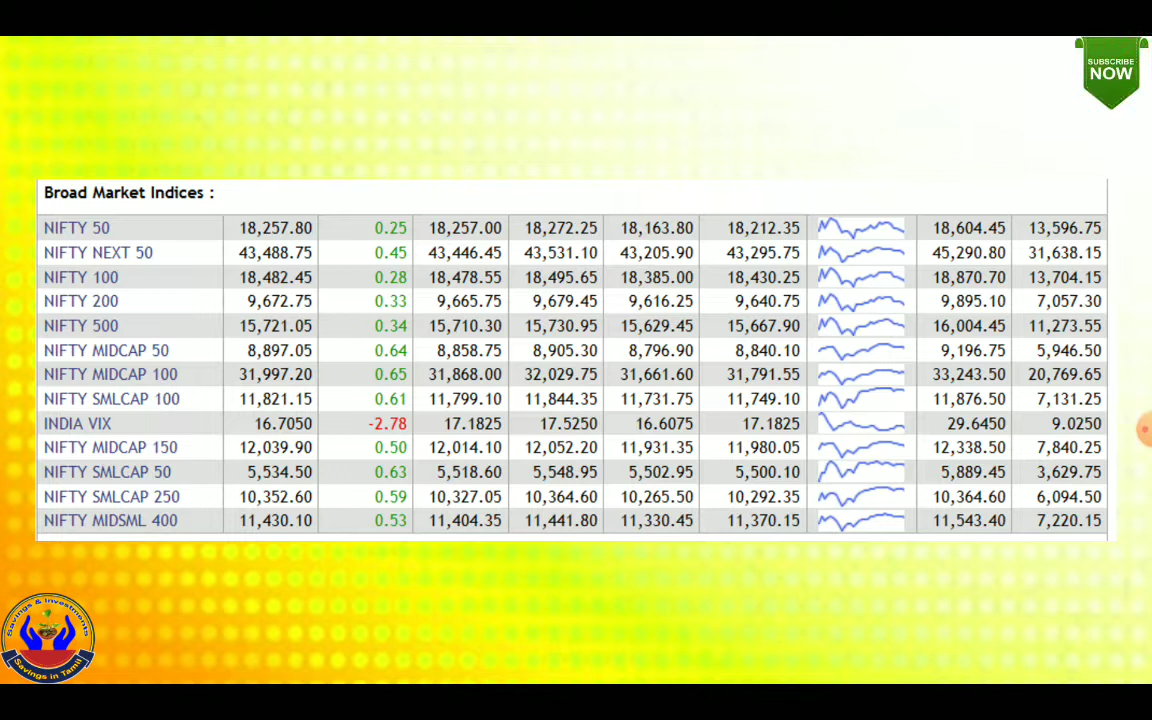 SUBSCRIBE
NOW
Broad Market Indices :
NIFTY 50 18,257.80 0.25 18,257.00 18,272.25 18,163.80 18,212.35 18,604.45 13,596.75
NIFTY NEXT 50 43,488.75 0.45 43,446.45 43,531.10 43,205.90 43,295.75 45,290.80 31,638.15
NIFTY 100 18,482.45 0.28 18,478.55 18,495.65 18,385.00 18,430.25 18,870.70 13,704.15
NIFTY 200 9,672.75 0.33 9,665.75 9,679.45 9,616.25 9,640.75 9,895.10 7,057.30
NIFTY 500 15,721.05 0.34 15,710.30 15,730.95 15,629.45 15,667.90 16,004.45 11,273.55
NIFTY MIDCAP 50 8,897.05 0.64 8,858.75 8,905.30 8,796.90 8,840.10 9,196.75 5,946.50
NIFTY MIDCAP 100 31,997.20 0.65 31,868.00 32,029.75 31,661.60 31,791.55 33,243.50 20,769.65
NIFTY SMLCAP 100 11,821.15 0.61 11,799.10 11,844.35 11,731.75 11,749.10 11,876.50 7,131.25
INDIA VIX 16.7050 -2.78 17.1825 17.5250 16.6075 17.1825 29.6450 9.0250
NIFTY MIDCAP 150 12,039.90 0.50 12,014.10 12,052.20 11,931.35 11,980.05 12,338.50 7,840.25
NIFTY SMLCAP 50 5,534.50 0.63 5,518.60 5,548.95 5,502.95 5,500.10 5,889.45 3,629.75
NIFTY SMLCAP 250 10,352.60 0.59 10,327.05 10,364.60 10,265.50 10,292.35 10,364.60 6,094.50
NIFTY MIDSML 400 11,430.10 0.53 11,404.35 11,441.80 11,330.45 11,370.15 11,543.40 7,220.15
Savings & Investments
Savings in Tamil